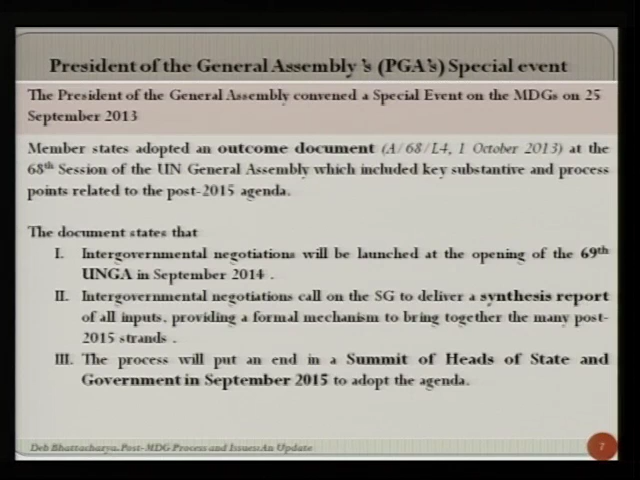 President of the General Assembly 's (PGA's) Special event
The President of the General Assembly convened a Special Event on the MDGs on 25
September 2013
Member states adopted an outcome document (A/68/L4, 1 October 2013) at the
68th Session of the UN General Assembly which included key substantive and process
points related to the post-2015 agenda.
The document states that
I. Intergovernmental negotiations will be launched at the opening of the 69th
UNGA in September 2014 .
II. Intergovernmental negotiations call on the SG to deliver a synthesis report
of all inputs, providing a formal mechanism to bring together the many post-
2015 strands .
III. The process will put an end in a Summit of Heads of State and
Government in September 2015 to adopt the agenda.
Deb Bhattacharya, Post-MDG Process and Issues: An Update
7